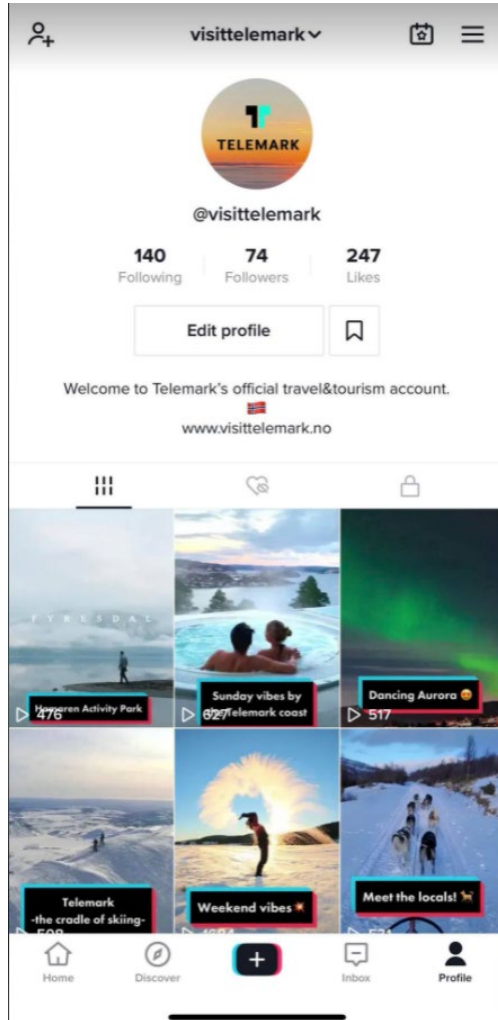 visittelemark
TELEMARK
@visittelemark
140 74 247
Following Followers Likes
Edit profile
Welcome to Telemark's official travel&tourism account.
🇳🇴
www.visittelemark.no
FYRESDAL
Hamaren Activity Park
476
Sunday vibes by
the Telemark coast
627
Dancing Aurora 😍
517
Telemark
-the cradle of skiing-
Weekend vibes💥
Meet the locals! 🐕
Home Discover Inbox Profile